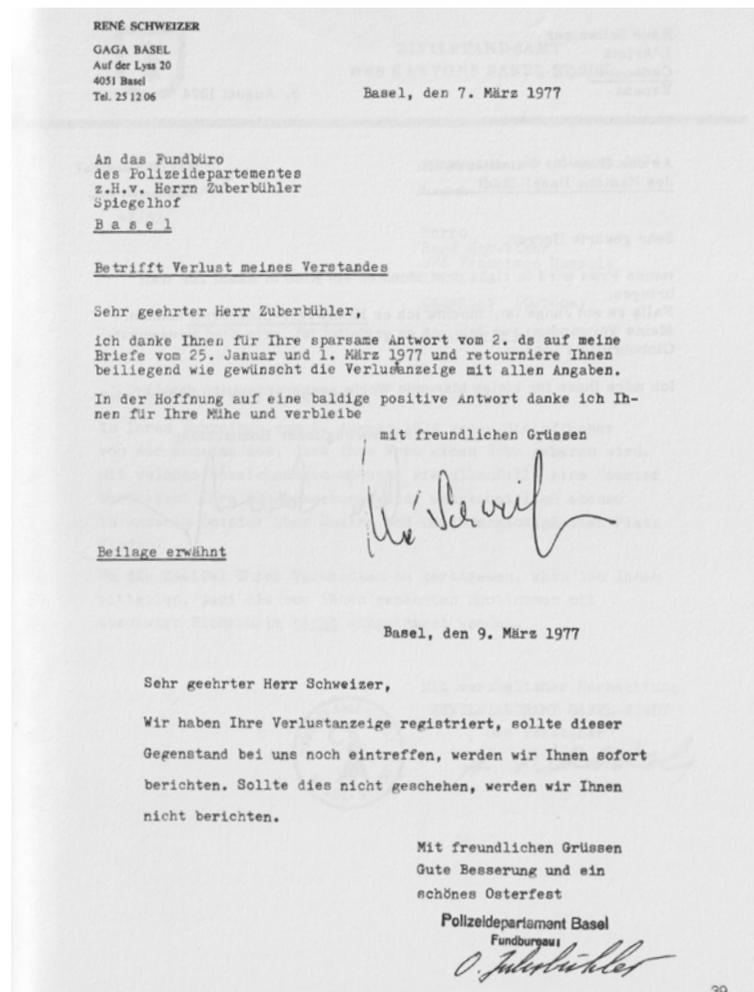 RENÉ SCHWEIZER
GAGA BASEL
Auf der Lyss 20
4051 Basel
Tel. 25 12 06
Basel, den 7. März 1977
An das Fundbüro
des Polizeidepartementes
z.H.v. Herrn Zuberbühler
Spiegelhof
B a s e l
Betrifft Verlust meines Verstandes
Sehr geehrter Herr Zuberbühler,
ich danke Ihnen für Ihre sparsame Antwort vom 2. ds auf meine
Briefe vom 25. Januar und 1. März 1977 und retourniere Ihnen
beiliegend wie gewünscht die Verlusanzeige mit allen Angaben.
In der Hoffnung auf eine baldige positive Antwort danke ich Ih-
nen für Ihre Mühe und verbleibe
mit freundlichen Grüssen
Beilage erwähnt
Basel, den 9. März 1977
Sehr geehrter Herr Schweizer,
Wir haben Ihre Verlustanzeige registriert, sollte dieser
Gegenstand bei uns noch eintreffen, werden wir Ihnen sofort
berichten. Sollte dies nicht geschehen, werden wir Ihnen
nicht berichten.
Mit freundlichen Grüssen
Gute Besserung und ein
schönes Osterfest
Polizeidepartament Basel
Fundbureau:
O. Zuberbühler
39